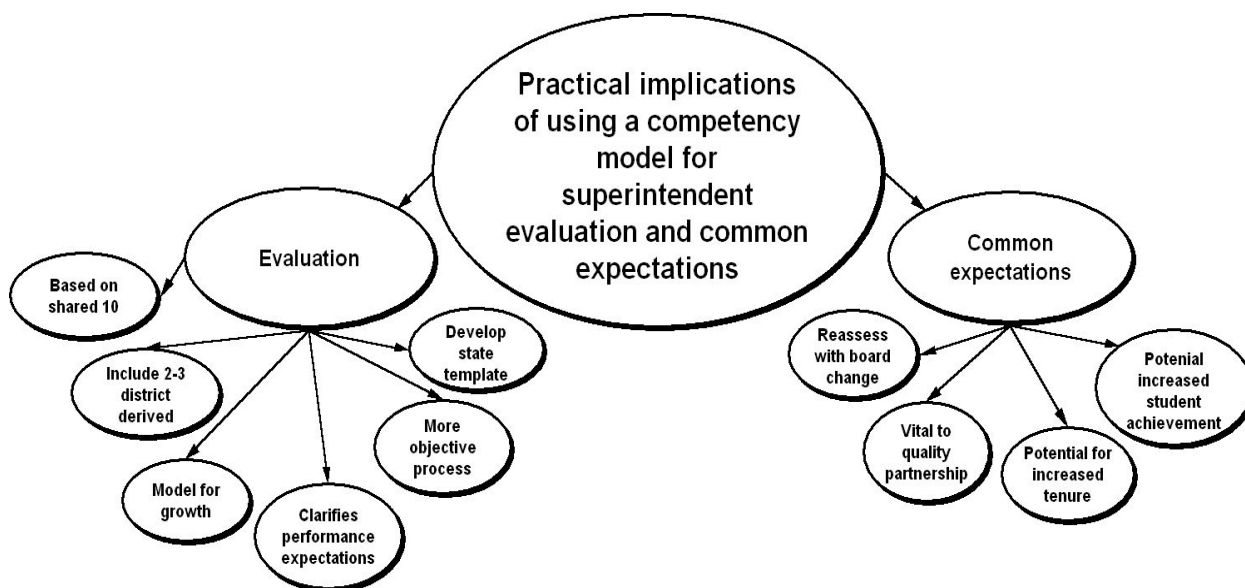 Practical implications
of using a competency
model for
superintendent
evaluation and common
expectations
Evaluation
Common
expectations
Based on
shared 10
Include 2-3
district
derived
Model for
growth
Clarifies
performance
expectations
More
objective
process
Develop
state
template
Reassess
with board
change
Vital to
quality
partnership
Potential for
increased
tenure
Potenial
increased
student
achievement